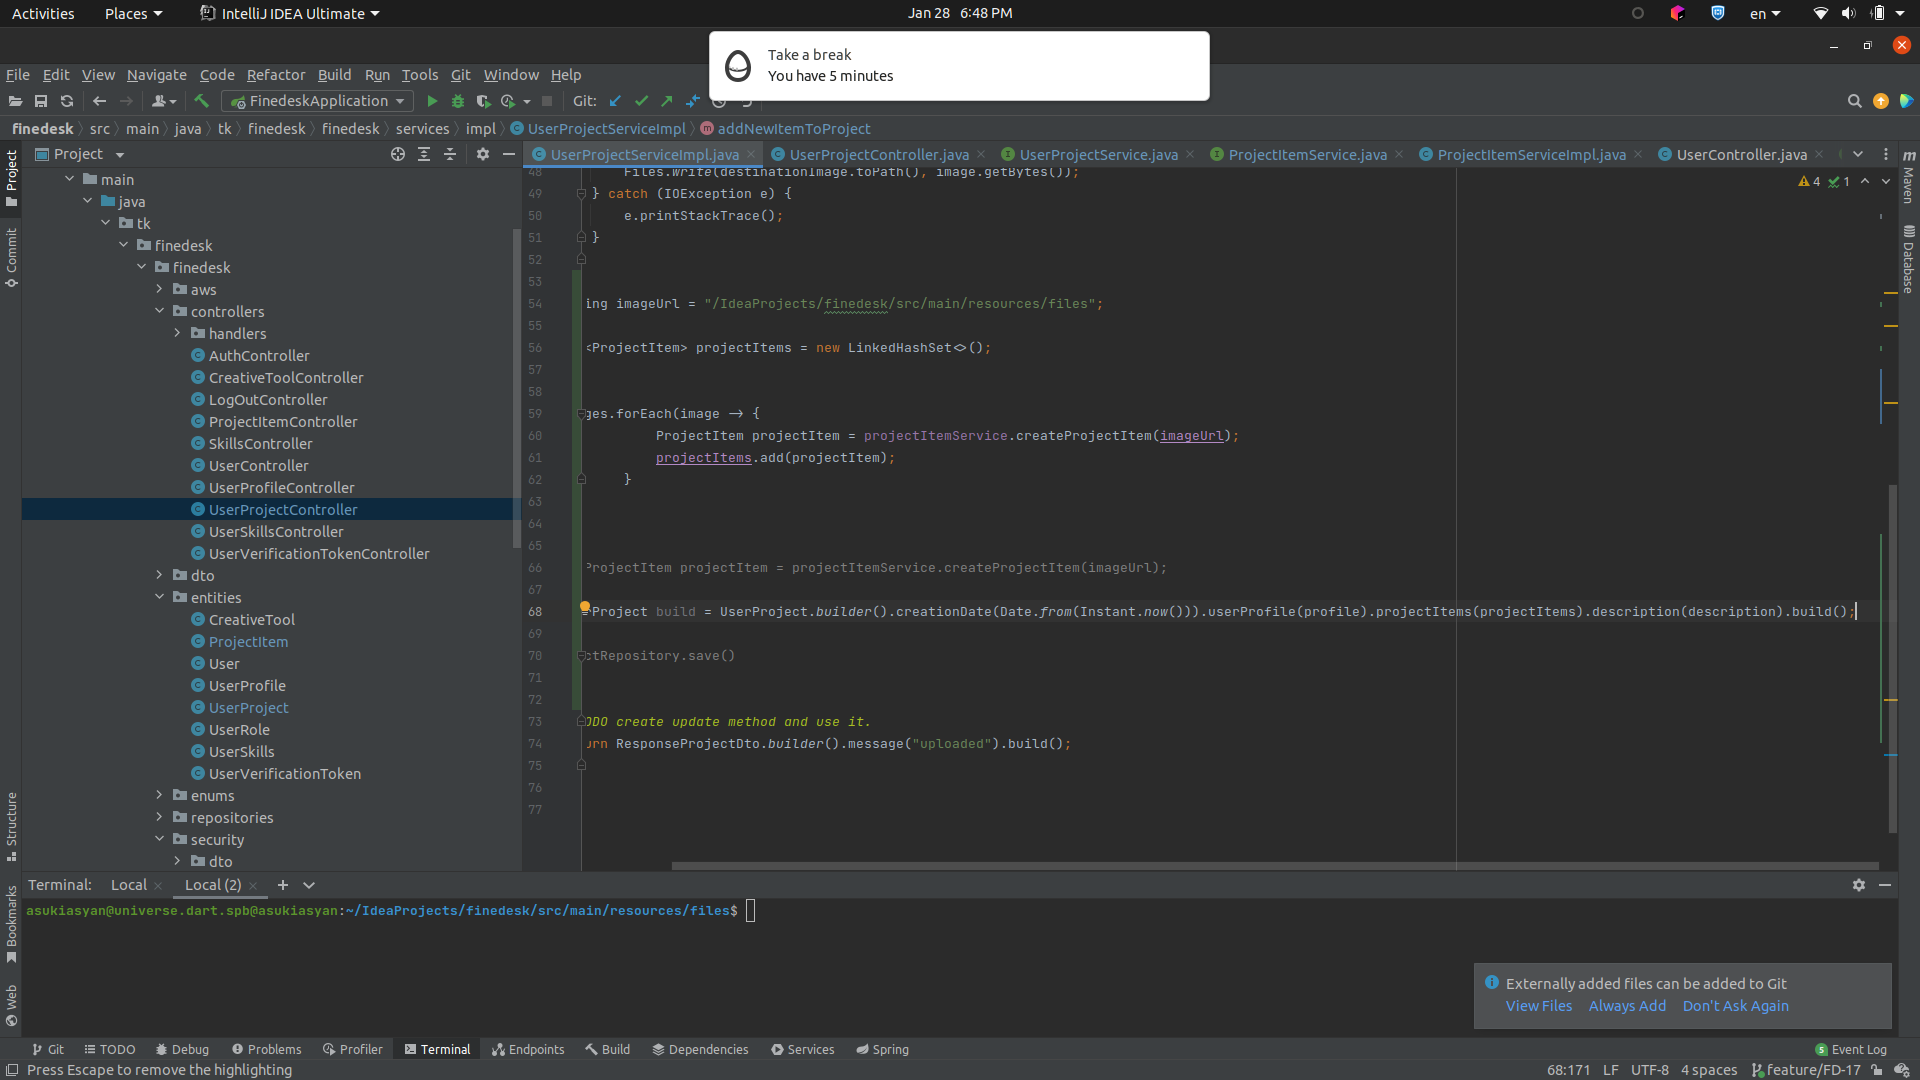 Activities Places IntelliJ IDEA Ultimate Jan 28 6:48 PM en
Take a break
You have 5 minutes
File Edit View Navigate Code Refactor Build Run Tools Git Window Help
FinedeskApplication Git:
finedesk src main java tk finedesk finedesk services impl UserProjectServiceImpl addNewItemToProject
Project
UserProjectServiceImpl.java UserProjectController.java UserProjectService.java ProjectItemService.java ProjectItemServiceImpl.java UserController.java
main
java
tk
finedesk
finedesk
aws
controllers
handlers
AuthController
CreativeToolController
LogOutController
ProjectItemController
SkillsController
UserController
UserProfileController
UserProjectController
UserSkillsController
UserVerificationTokenController
dto
entities
CreativeTool
ProjectItem
User
UserProfile
UserProject
UserRole
UserSkills
UserVerificationToken
enums
repositories
security
dto
4 1
48 Files.write(destinationImage.toPath(), image.getBytes());
49 } catch (IOException e) {
50 e.printStackTrace();
51 }
52
53
54 ing imageUrl = "/IdeaProjects/finedesk/src/main/resources/files";
55
56 <ProjectItem> projectItems = new LinkedHashSet<>();
57
58
59 ges.forEach(image -> {
60 ProjectItem projectItem = projectItemService.createProjectItem(imageUrl);
61 projectItems.add(projectItem);
62 }
63
64
65
66 ProjectItem projectItem = projectItemService.createProjectItem(imageUrl);
67
68 rProject build = UserProject.builder().creationDate(Date.from(Instant.now())).userProfile(profile).projectItems(projectItems).description(description).build();
69
70 ctRepository.save()
71
72
73 ODO create update method and use it.
74 urn ResponseProjectDto.builder().message("uploaded").build();
75
76
77
Project
Commit
Structure
Bookmarks
Web
m
Maven
Database
Terminal: Local Local (2)
asukiasyan@universe.dart.spb@asukiasyan:~/IdeaProjects/finedesk/src/main/resources/files$
Externally added files can be added to Git
View Files Always Add Don't Ask Again
Git TODO Debug Problems Profiler Terminal Endpoints Build Dependencies Services Spring 5 Event Log
Press Escape to remove the highlighting 68:171 LF UTF-8 4 spaces feature/FD-17